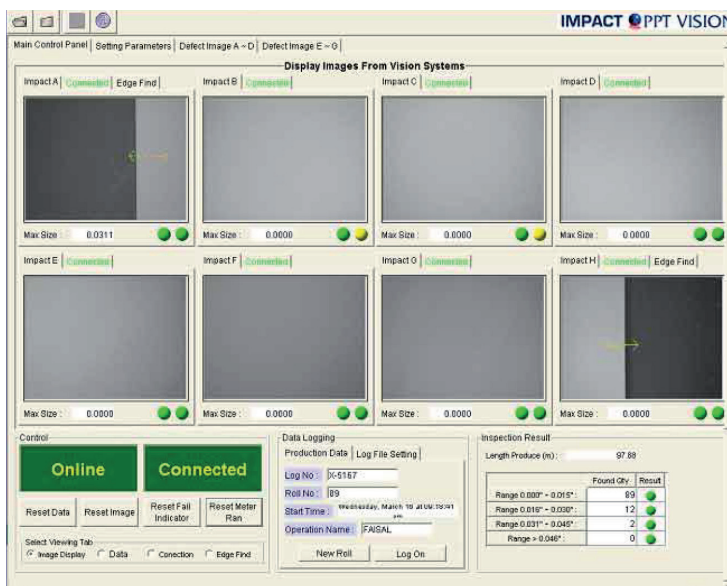 IMPACT PPT VISION
Main Control Panel Setting Parameters Defect Image A ~ D Defect Image E ~ G
Display Images From Vision Systems
Impact A Connected Edge Find Impact B Connected Impact C Connected Impact D Connected
Max Size : 0.0311 Max Size : 0.0000 Max Size : 0.0000 Max Size : 0.0000
Impact E Connected Impact F Connected Impact G Connected Impact H Connected Edge Find
Max Size : 0.0000 Max Size : 0.0000 Max Size : 0.0000 Max Size : 0.0000
Control
Online Connected
Reset Data Reset Image Reset Fail Indicator Reset Meter Ran
Select Viewing Tab
Image Display Data Conection Edge Find
Data Logging
Production Data Log File Setting
Log No : X-5167
Roll No : 89
Start Time : Wednesday, March
Operation Name : FAISAL
New Roll Log On
Inspection Result
Length Produce (m) : 97.88
Found Qty Result
Range 0.000" - 0.015" : 89
Range 0.016" - 0.030" : 12
Range 0.031" - 0.045" : 2
Range > 0.046" : 0